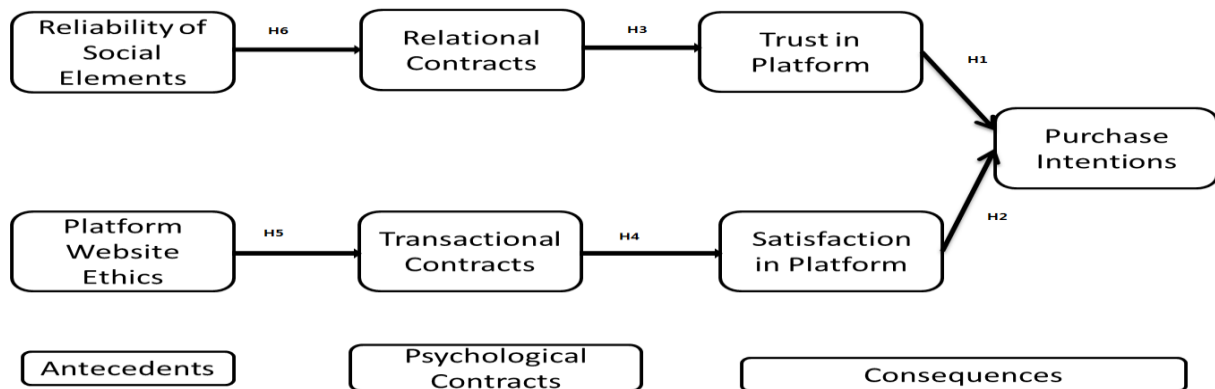 Reliability of
Social
Elements
H6
Relational
Contracts
H3
Trust in
Platform
H1
Purchase
Intentions
Platform
Website
Ethics
H5
Transactional
Contracts
H4
Satisfaction
in Platform
H2
Antecedents
Psychological
Contracts
Consequences